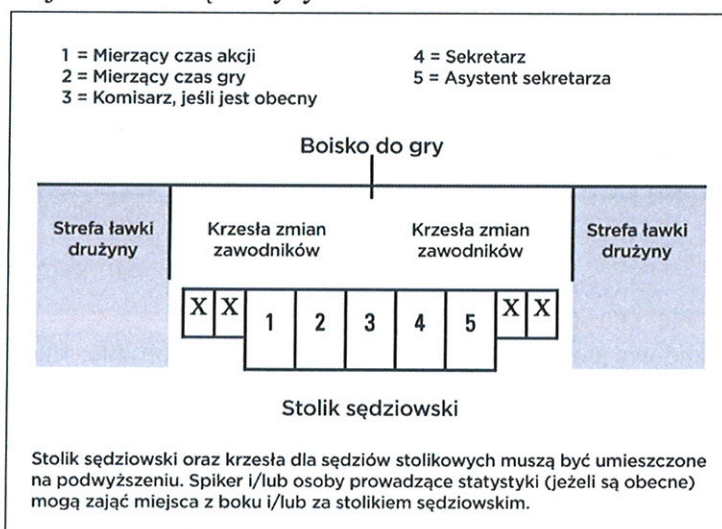 1 = Mierzący czas akcji
2 = Mierzący czas gry
3 = Komisarz, jeśli jest obecny
4 = Sekretarz
5 = Asystent sekretarza
Boisko do gry
Strefa ławki
drużyny
Krzesła zmian
zawodników
Krzesła zmian
zawodników
Strefa ławki
drużyny
X X 1 2 3 4 5 X X
Stolik sędziowski
Stolik sędziowski oraz krzesła dla sędziów stolikowych muszą być umieszczone
na podwyższeniu. Spiker i/lub osoby prowadzące statystyki (jeżeli są obecne)
mogą zająć miejsca z boku i/lub za stolikiem sędziowskim.